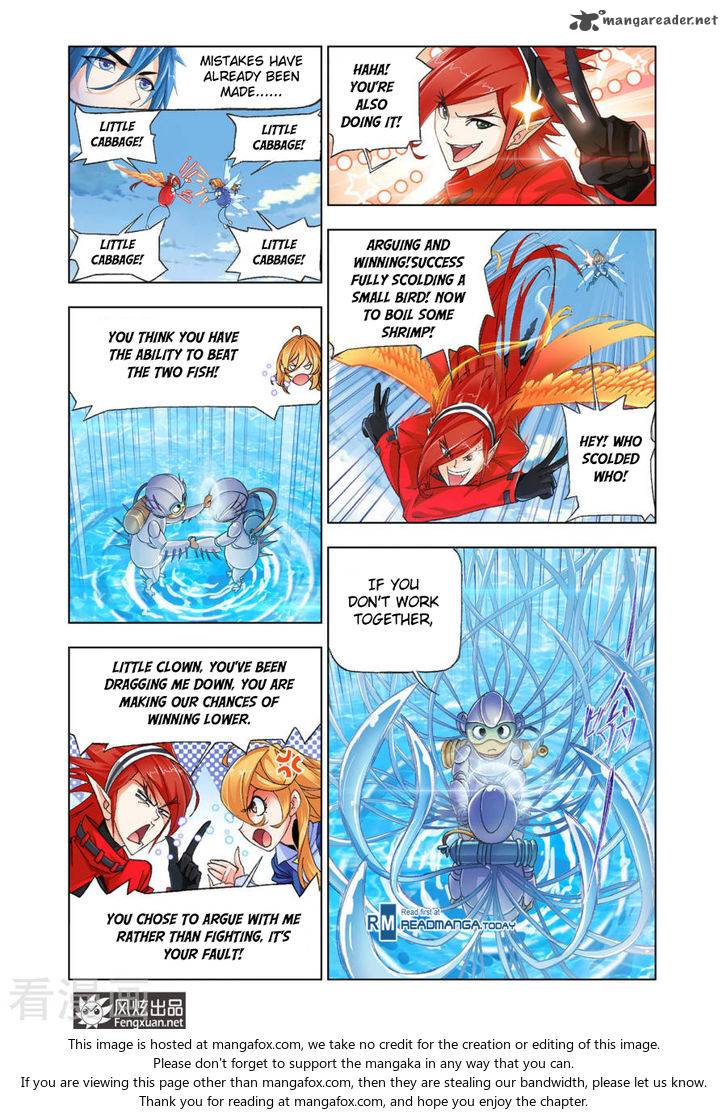 mangareader.net
MISTAKES HAVE
ALREADY BEEN
MADE......
LITTLE
CABBAGE!
LITTLE
CABBAGE!
LITTLE
CABBAGE!
LITTLE
CABBAGE!
HAHA!
YOU'RE
ALSO
DOING IT!
ARGUING AND
WINNING!SUCCESS
FULLY SCOLDING A
SMALL BIRD! NOW
TO BOIL SOME
SHRIMP!
HEY! WHO
SCOLDED
WHO!
YOU THINK YOU HAVE
THE ABILITY TO BEAT
THE TWO FISH!
IF YOU
DON'T WORK
TOGETHER,
LITTLE CLOWN, YOU'VE BEEN
DRAGGING ME DOWN, YOU ARE
MAKING OUR CHANCES OF
WINNING LOWER.
YOU CHOSE TO ARGUE WITH ME
RATHER THAN FIGHTING, IT'S
YOUR FAULT!
RM
Read first at
READMANGA.TODAY
看漫画
风炫出品
Fengxuan.net
This image is hosted at mangafox.com, we take no credit for the creation or editing of this image.
Please don't forget to support the mangaka in any way that you can.
If you are viewing this page other than mangafox.com, then they are stealing our bandwidth, please let us know.
Thank you for reading at mangafox.com, and hope you enjoy the chapter.